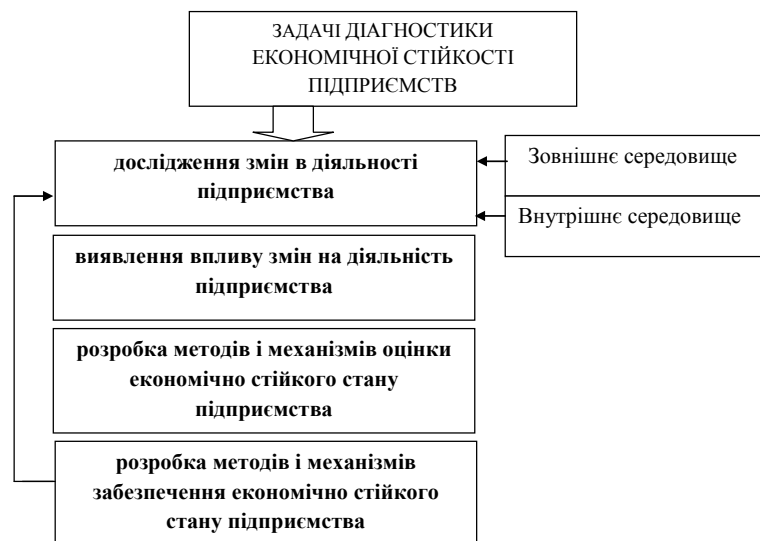 ЗАДАЧІ ДІАГНОСТИКИ
ЕКОНОМІЧНОЇ СТІЙКОСТІ
ПІДПРИЄМСТВ
дослідження змін в діяльності
підприємства
Зовнішнє середовище
Внутрішнє середовище
виявлення впливу змін на діяльність
підприємства
розробка методів і механізмів оцінки
економічно стійкого стану
підприємства
розробка методів і механізмів
забезпечення економічно стійкого
стану підприємства